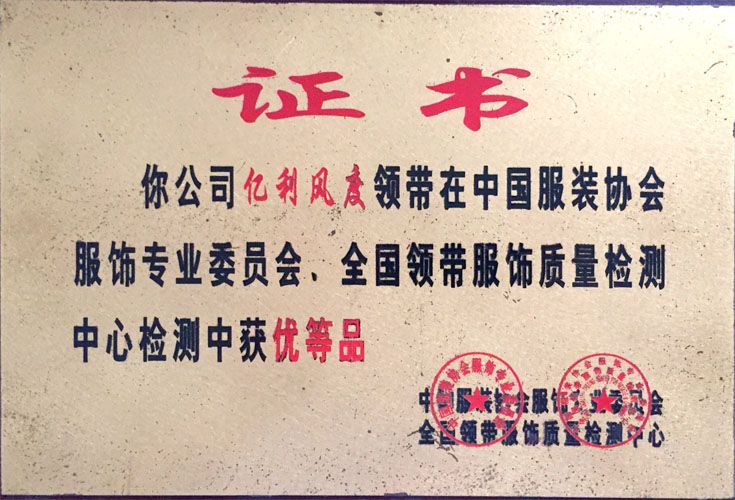 证书
你公司亿利风度领带在中国服装协会
服饰专业委员会、全国领带服饰质量检测
中心检测中获优等品
中国服装协会服饰专业委员会
全国领带服饰质量检测中心